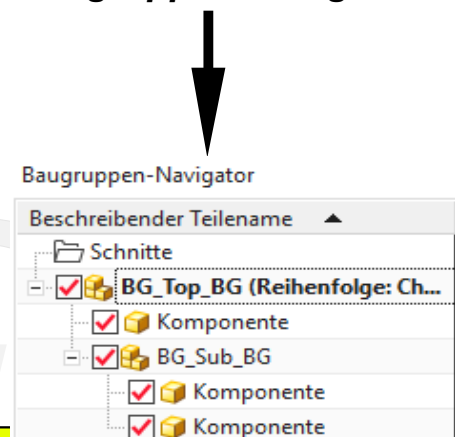 Baugruppen-Navigator
Beschreibender Teilename
Schnitte
BG_Top_BG (Reihenfolge: Ch...
Komponente
BG_Sub_BG
Komponente
Komponente